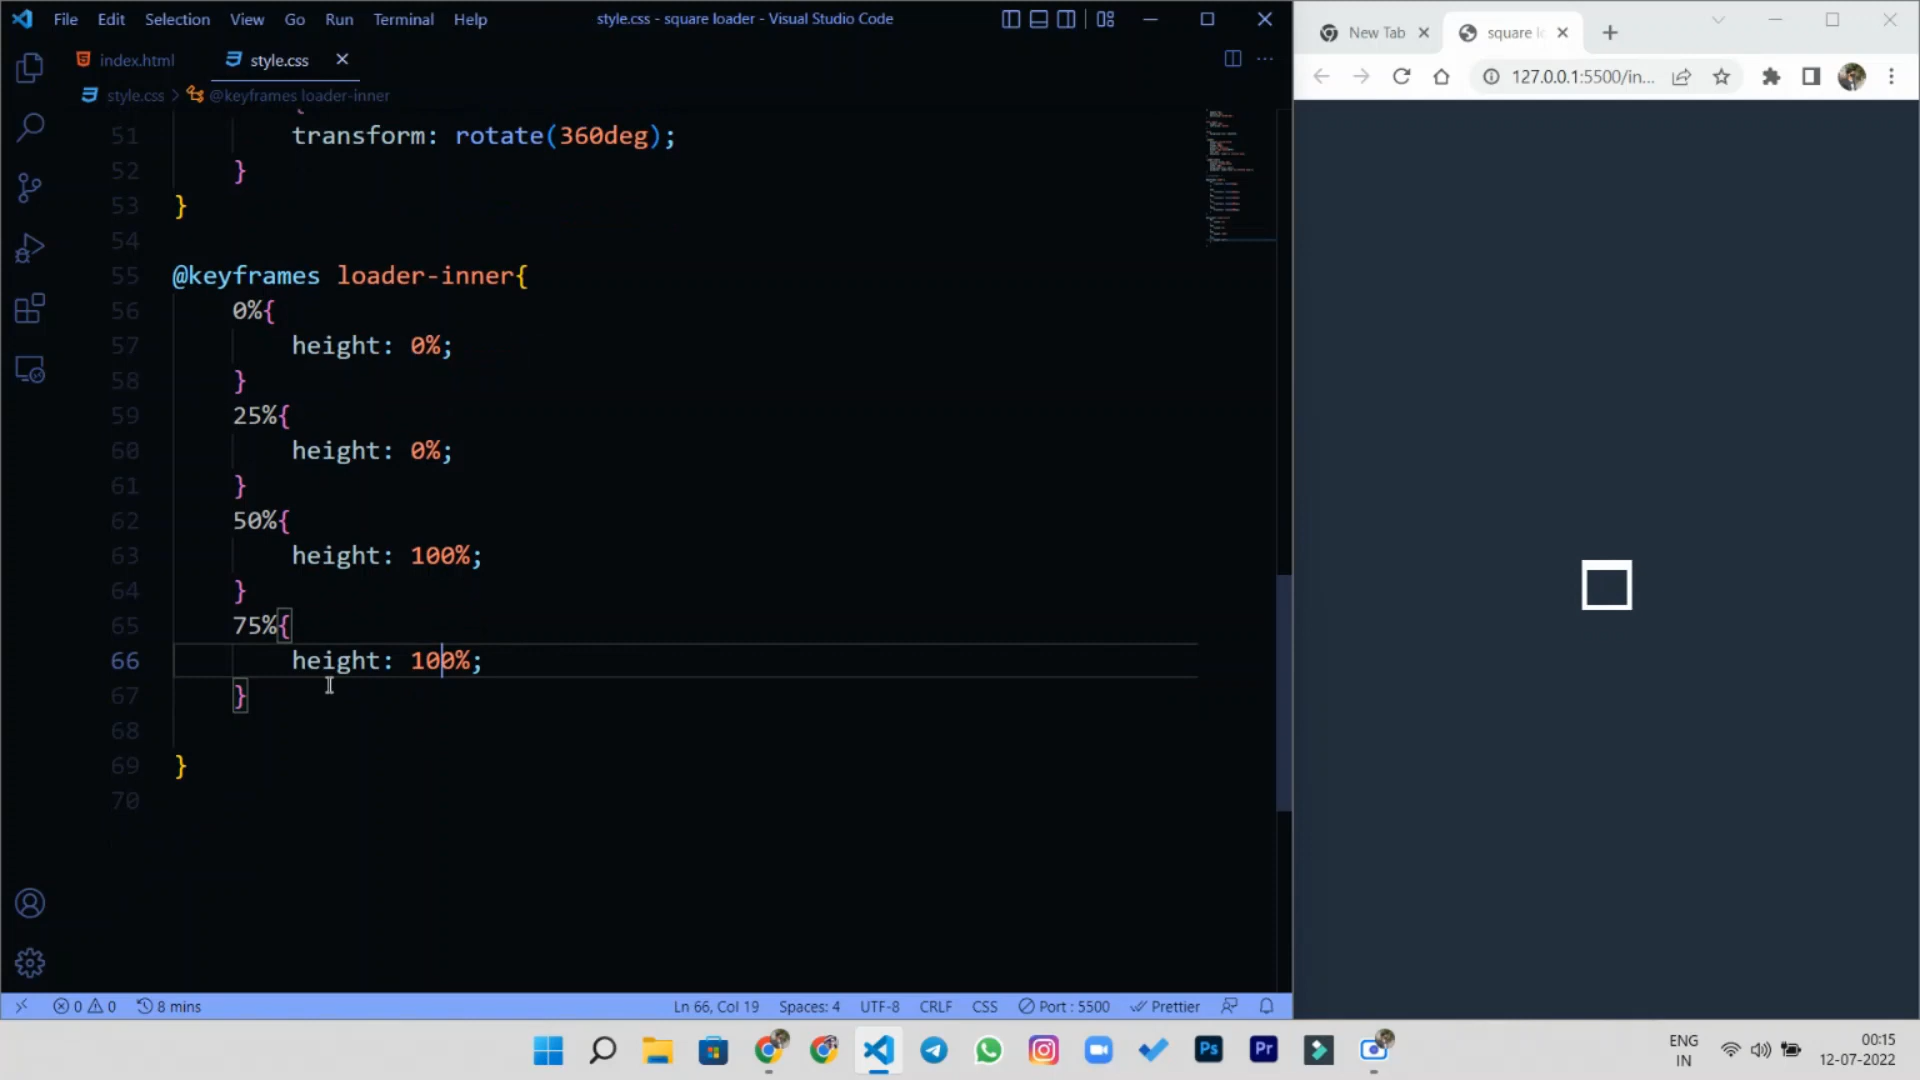 File Edit Selection View Go Run Terminal Help style.css - square loader - Visual Studio Code
index.html style.css
style.css > @keyframes loader-inner
51 transform: rotate(360deg);
52 }
53 }
54
55 @keyframes loader-inner{
56 0%{
57 height: 0%;
58 }
59 25%{
60 height: 0%;
61 }
62 50%{
63 height: 100%;
64 }
65 75%{
66 height: 100%;
67 }
68
69 }
70
0 0 8 mins Ln 66, Col 19 Spaces: 4 UTF-8 CRLF CSS Port : 5500 Prettier
New Tab square lo
127.0.0.1:5500/in...
Ps Pr
ENG
IN
00:15
12-07-2022